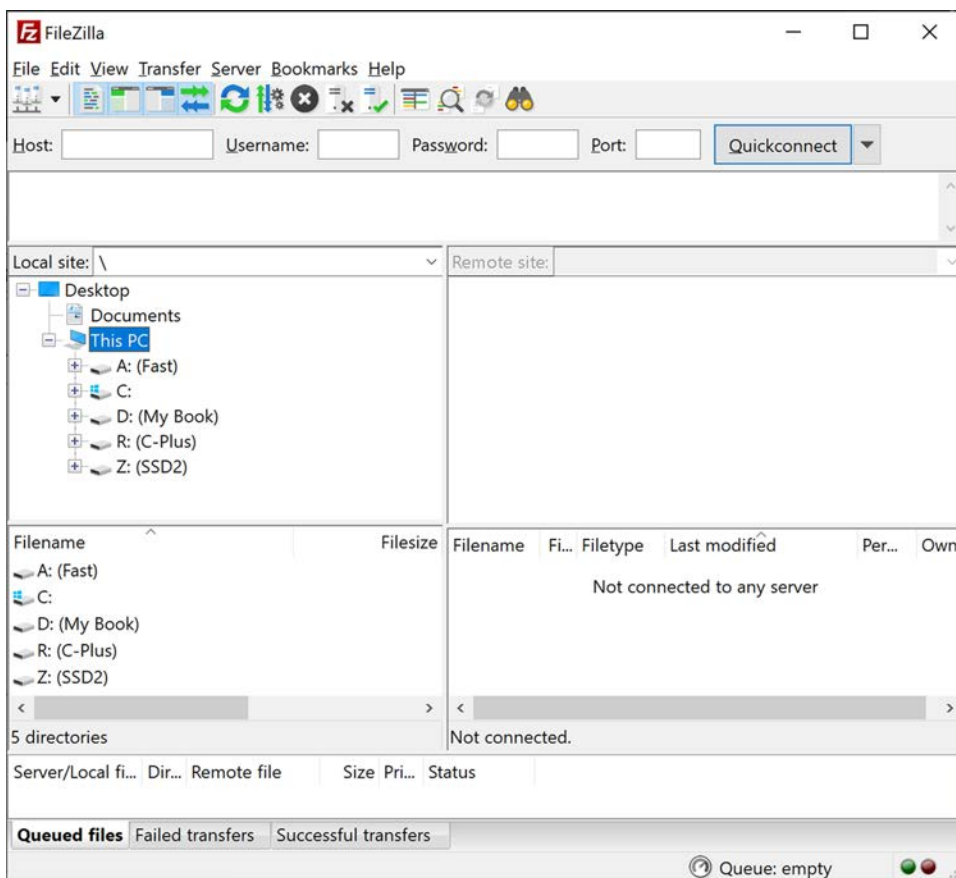 FileZilla
File Edit View Transfer Server Bookmarks Help
Host: Username: Password: Port: Quickconnect
Local site: \ Remote site:
Desktop
Documents
This PC
A: (Fast)
C:
D: (My Book)
R: (C-Plus)
Z: (SSD2)
Filename Filesize
A: (Fast)
C:
D: (My Book)
R: (C-Plus)
Z: (SSD2)
5 directories
Filename Fi... Filetype Last modified Per... Own
Not connected to any server
Not connected.
Server/Local fi... Dir... Remote file Size Pri... Status
Queued files Failed transfers Successful transfers
Queue: empty